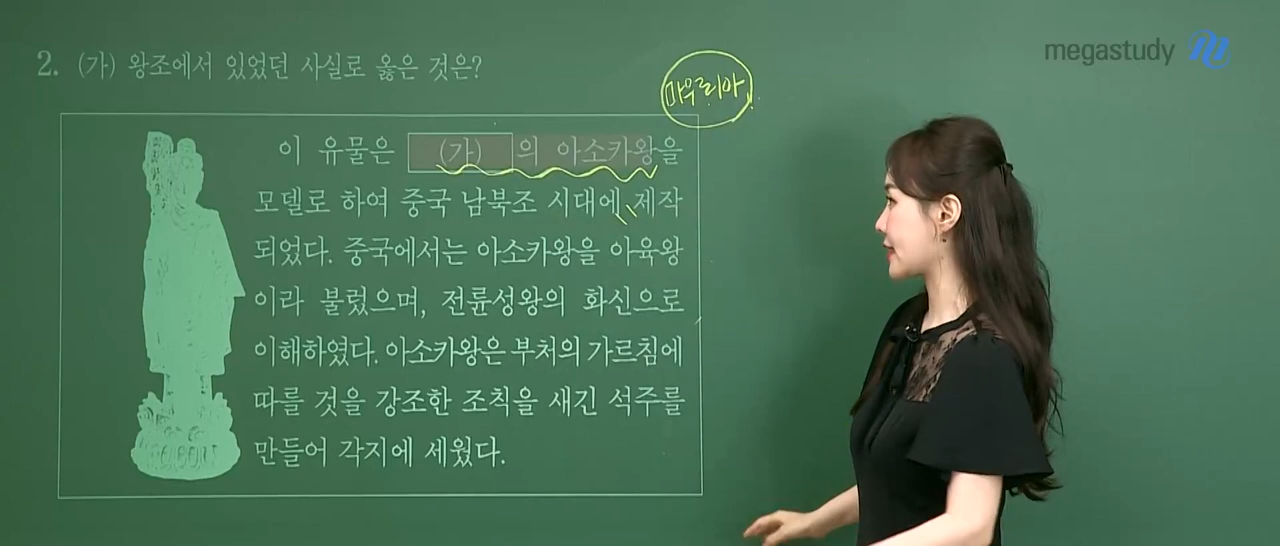 megastudy
2. (가) 왕조에서 있었던 사실로 옳은 것은?
마우리아
이 유물은 (가) 의 아소카왕을
모델로 하여 중국 남북조 시대에 제작
되었다. 중국에서는 아소카왕을 아육왕
이라 불렀으며, 전륜성왕의 화신으로
이해하였다. 아소카왕은 부처의 가르침에
따를 것을 강조한 조칙을 새긴 석주를
만들어 각지에 세웠다.